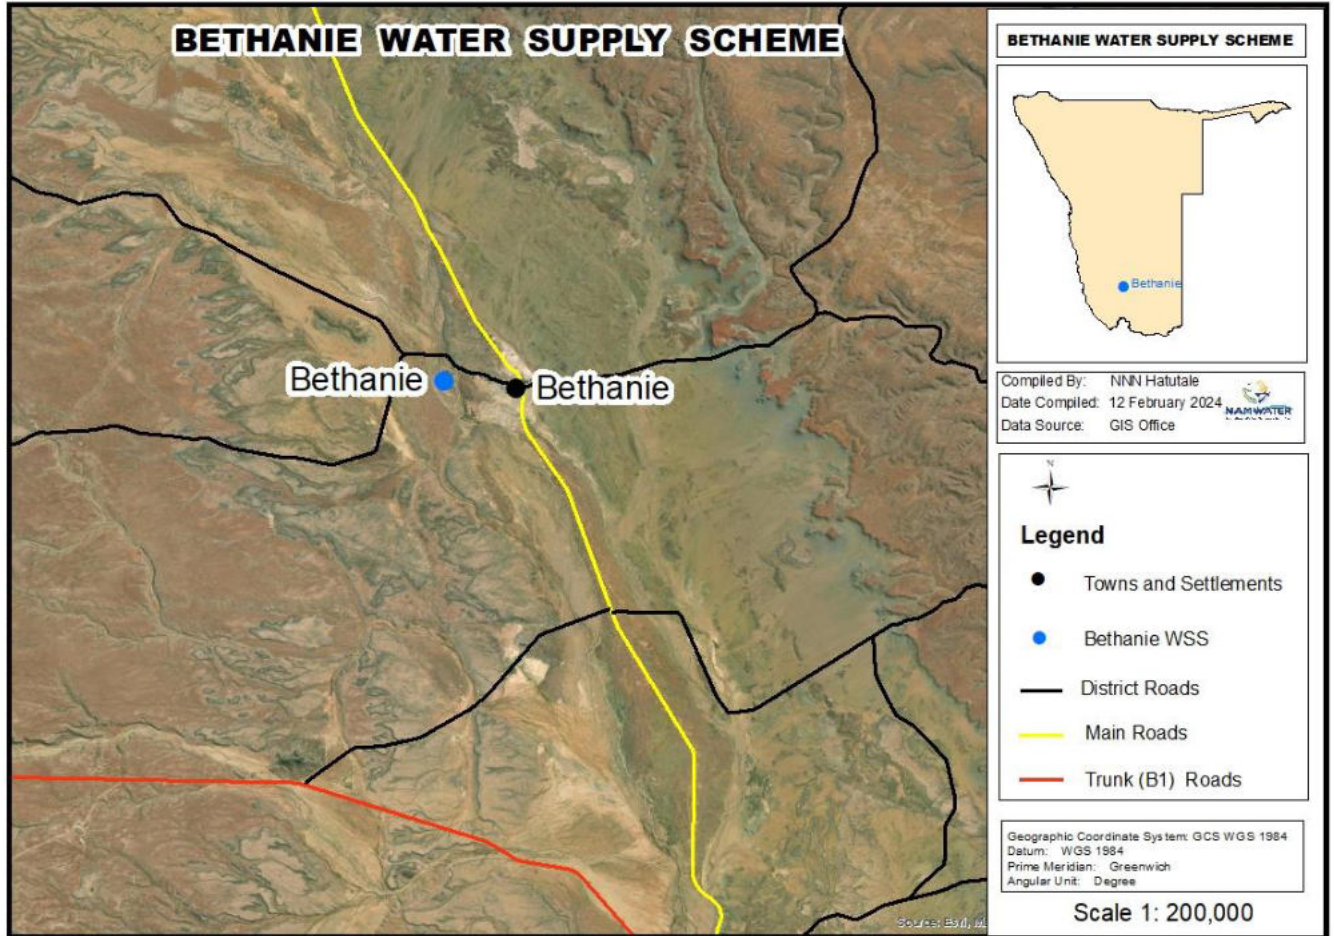 BETHANIE WATER SUPPLY SCHEME
Bethanie
Bethanie
Source: Esri,
BETHANIE WATER SUPPLY SCHEME
Bethanie
Compiled By: NNN Hatutale
Date Compiled: 12 February 2024
Data Source: GIS Office
NAMWATER
N
Legend
Towns and Settlements
Bethanie WSS
District Roads
Main Roads
Trunk (B1) Roads
Geographic Coordinate System: GCS WGS 1984
Datum: WGS 1984
Prime Meridian: Greenwich
Angular Unit: Degree
Scale 1: 200,000